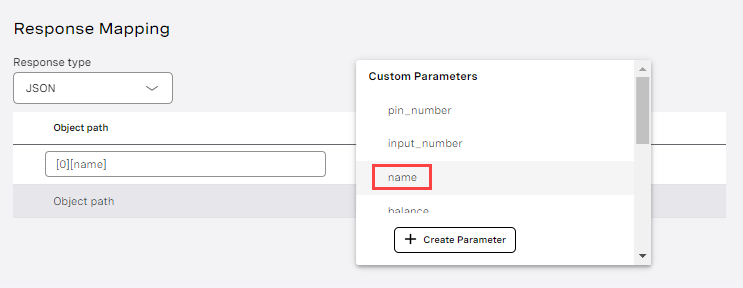 Response Mapping
Response type
JSON
Object path
[0][name]
Object path
Custom Parameters
pin_number
input_number
name
balance
+ Create Parameter